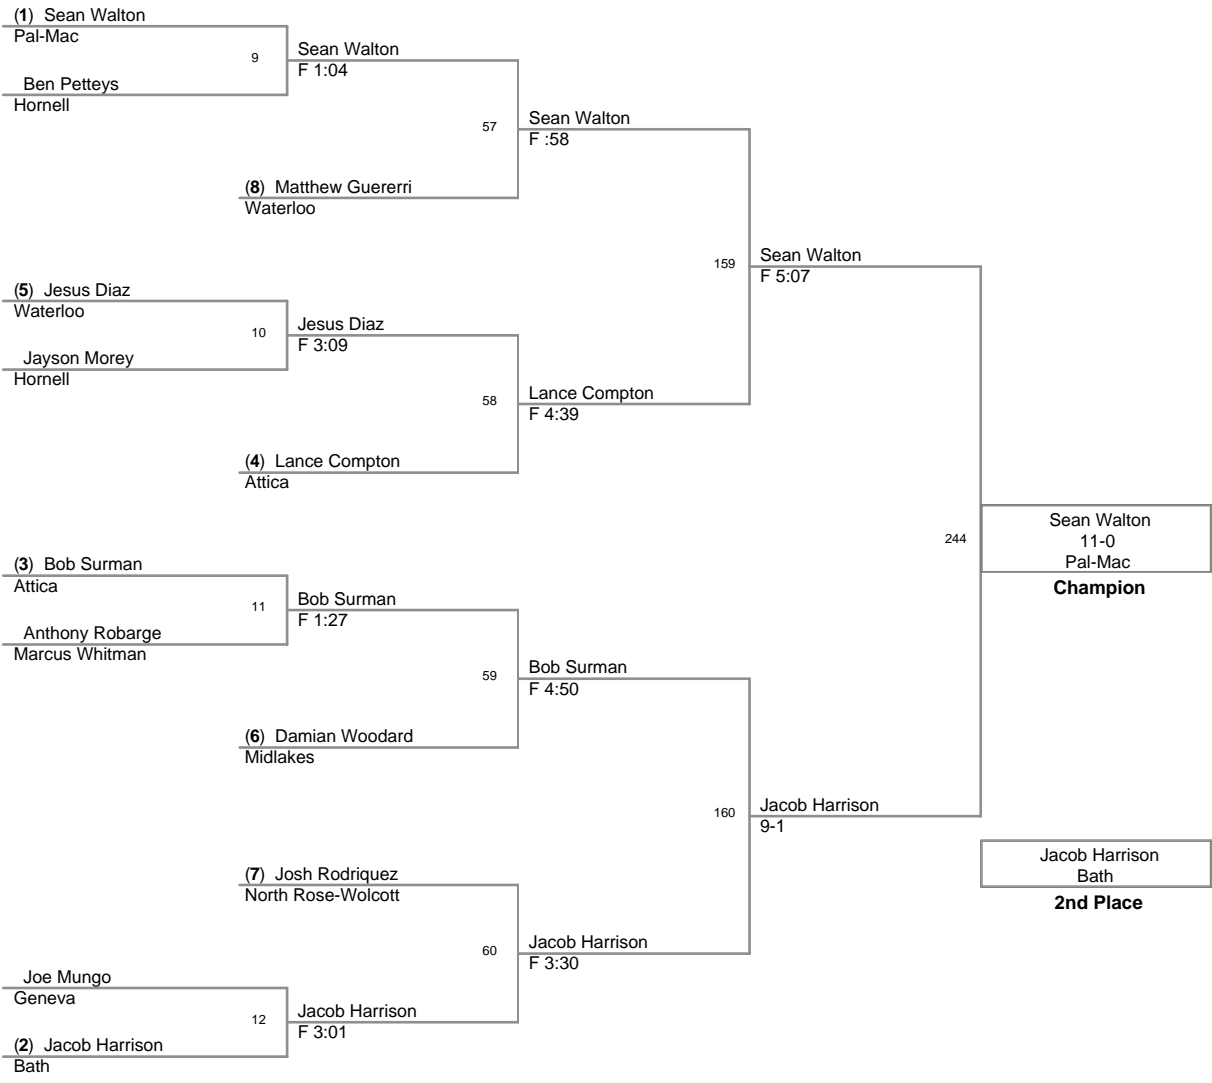 (1) Sean Walton
Pal-Mac
9
Sean Walton
F 1:04
Ben Petteys
Hornell
57
Sean Walton
F :58
(8) Matthew Guererri
Waterloo
159
Sean Walton
F 5:07
(5) Jesus Diaz
Waterloo
10
Jesus Diaz
F 3:09
Jayson Morey
Hornell
58
Lance Compton
F 4:39
(4) Lance Compton
Attica
244
Sean Walton
11-0
Pal-Mac
Champion
(3) Bob Surman
Attica
11
Bob Surman
F 1:27
Anthony Robarge
Marcus Whitman
59
Bob Surman
F 4:50
(6) Damian Woodard
Midlakes
160
Jacob Harrison
9-1
Jacob Harrison
Bath
2nd Place
(7) Josh Rodriquez
North Rose-Wolcott
60
Jacob Harrison
F 3:30
Joe Mungo
Geneva
12
Jacob Harrison
F 3:01
(2) Jacob Harrison
Bath